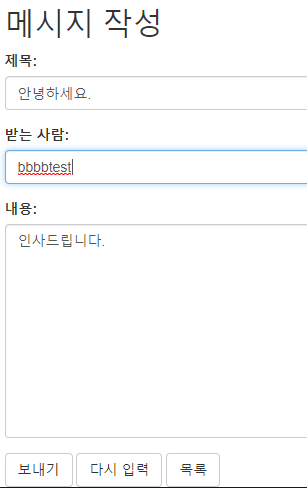 메시지 작성
제목:
안녕하세요.
받는 사람:
bbbbtest
내용:
인사드립니다.
보내기 다시 입력 목록